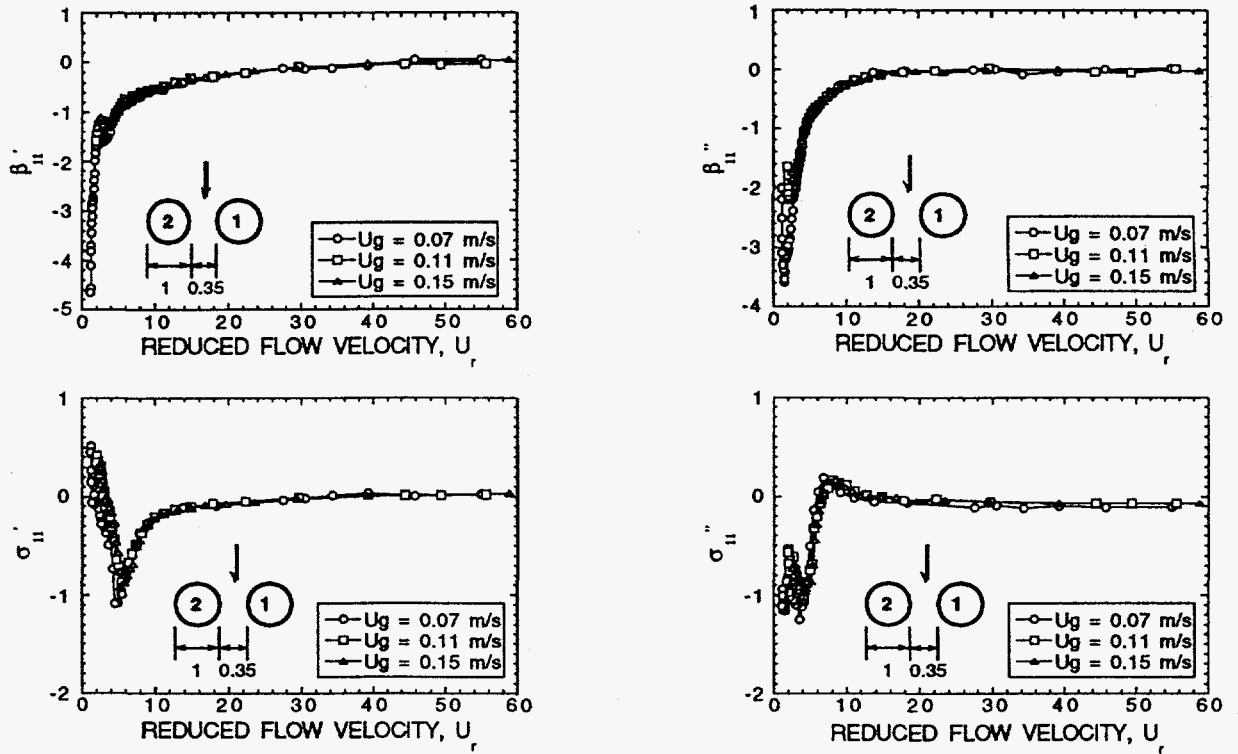 1
0
-1
-2
-3
-4
-5
β11'
2
1
1
0.35
Ug = 0.07 m/s
Ug = 0.11 m/s
Ug = 0.15 m/s
0 10 20 30 40 50 60
REDUCED FLOW VELOCITY, Ur
1
0
-1
-2
-3
-4
β11''
2
1
1
0.35
Ug = 0.07 m/s
Ug = 0.11 m/s
Ug = 0.15 m/s
0 10 20 30 40 50 60
REDUCED FLOW VELOCITY, Ur
1
0
-1
-2
σ11'
2
1
1
0.35
Ug = 0.07 m/s
Ug = 0.11 m/s
Ug = 0.15 m/s
0 10 20 30 40 50 60
REDUCED FLOW VELOCITY, Ur
1
0
-1
-2
σ11''
2
1
1
0.35
Ug = 0.07 m/s
Ug = 0.11 m/s
Ug = 0.15 m/s
0 10 20 30 40 50 60
REDUCED FLOW VELOCITY, Ur